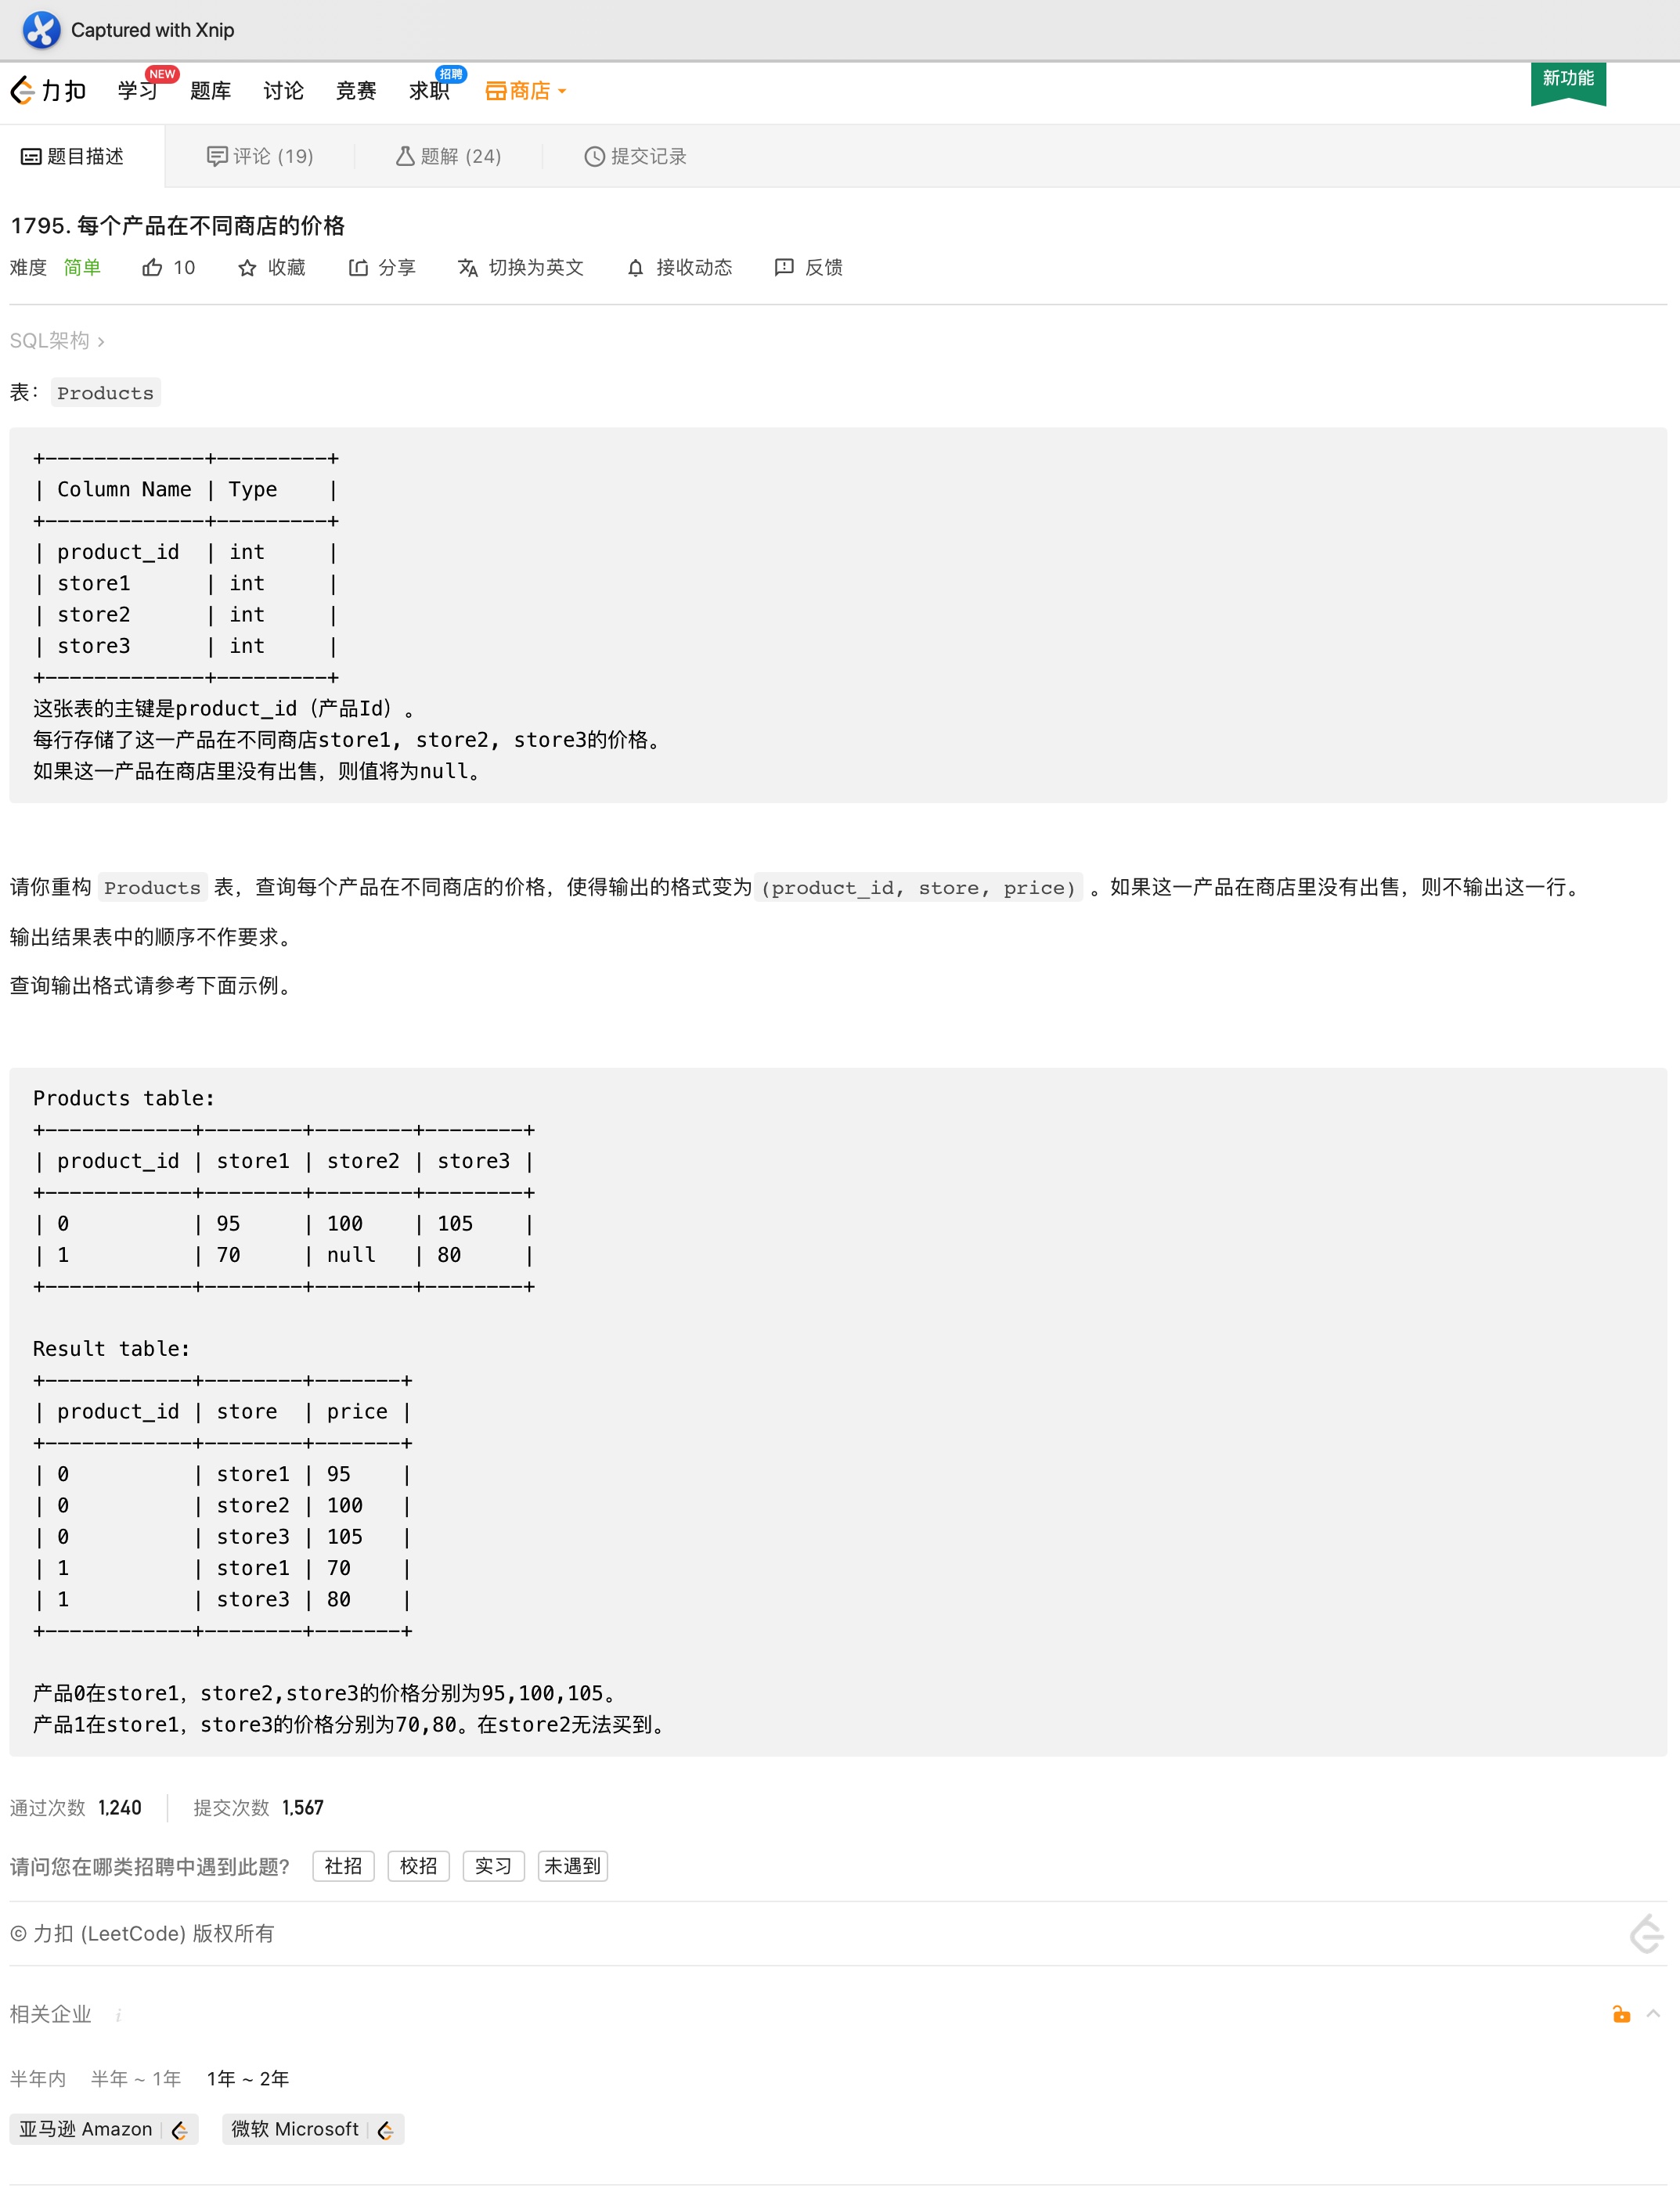 Captured with Xnip
力扣 学习 NEW 题库 讨论 竞赛 求职 招聘 商店 新功能
题目描述 评论 (19) 题解 (24) 提交记录
1795. 每个产品在不同商店的价格
难度 简单 10 收藏 分享 切换为英文 接收动态 反馈
SQL架构 ›
表： Products
+-------------+---------+
| Column Name | Type    |
+-------------+---------+
| product_id  | int     |
| store1      | int     |
| store2      | int     |
| store3      | int     |
+-------------+---------+
这张表的主键是product_id（产品Id）。
每行存储了这一产品在不同商店store1, store2, store3的价格。
如果这一产品在商店里没有出售，则值将为null。
请你重构 Products 表，查询每个产品在不同商店的价格，使得输出的格式变为(product_id, store, price) 。如果这一产品在商店里没有出售，则不输出这一行。
输出结果表中的顺序不作要求。
查询输出格式请参考下面示例。
Products table:
+------------+--------+--------+--------+
| product_id | store1 | store2 | store3 |
+------------+--------+--------+--------+
| 0          | 95     | 100    | 105    |
| 1          | 70     | null   | 80     |
+------------+--------+--------+--------+
Result table:
+------------+--------+-------+
| product_id | store  | price |
+------------+--------+-------+
| 0          | store1 | 95    |
| 0          | store2 | 100   |
| 0          | store3 | 105   |
| 1          | store1 | 70    |
| 1          | store3 | 80    |
+------------+--------+-------+
产品0在store1，store2,store3的价格分别为95,100,105。
产品1在store1，store3的价格分别为70,80。在store2无法买到。
通过次数 1,240 提交次数 1,567
请问您在哪类招聘中遇到此题? 社招 校招 实习 未遇到
© 力扣 (LeetCode) 版权所有
相关企业 i
半年内 半年 ~ 1年 1年 ~ 2年
亚马逊 Amazon 微软 Microsoft